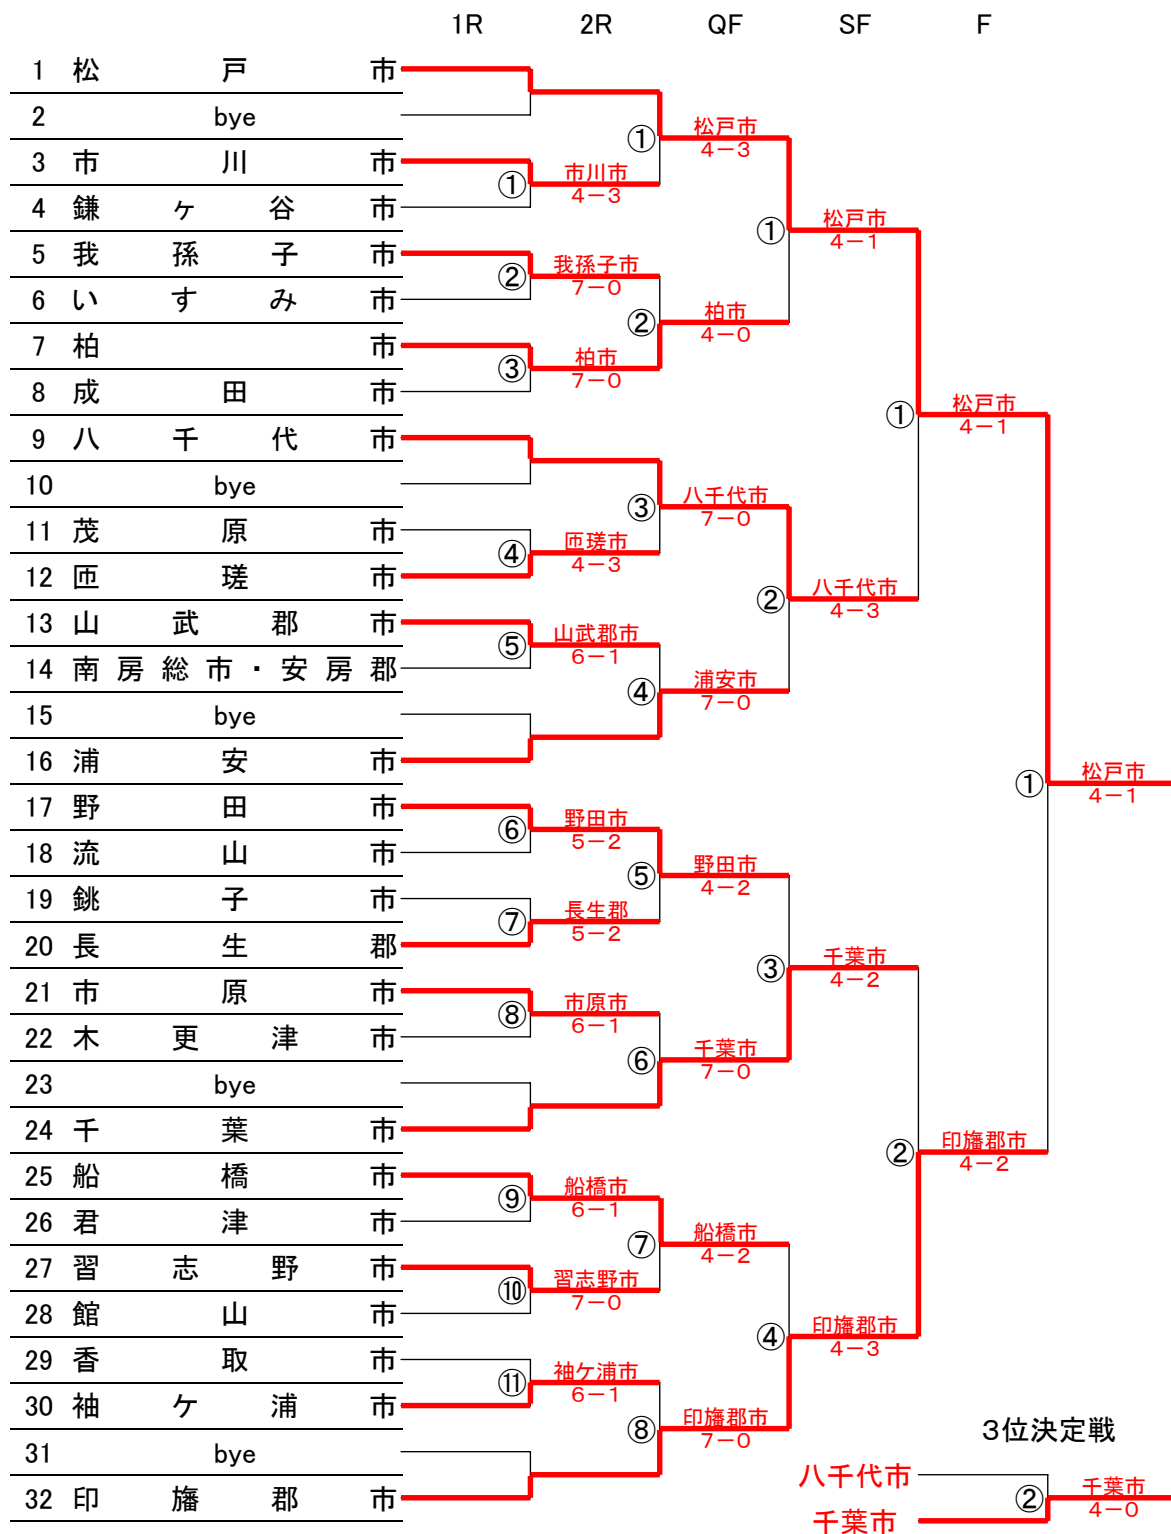 1R 2R QF SF F
1 松戸市
2 bye
① 松戸市
4－3
3 市川市
① 市川市
4－3
4 鎌ヶ谷市
① 松戸市
4－1
5 我孫子市
② 我孫子市
7－0
6 いすみ市
② 柏市
4－0
7 柏市
③ 柏市
7－0
8 成田市
① 松戸市
4－1
9 八千代市
10 bye
③ 八千代市
7－0
11 茂原市
④ 匝瑳市
4－3
12 匝瑳市
② 八千代市
4－3
13 山武郡市
⑤ 山武郡市
6－1
14 南房総市・安房郡
④ 浦安市
7－0
15 bye
16 浦安市
① 松戸市
4－1
17 野田市
⑥ 野田市
5－2
18 流山市
⑤ 野田市
4－2
19 銚子市
⑦ 長生郡
5－2
20 長生郡
③ 千葉市
4－2
21 市原市
⑧ 市原市
6－1
22 木更津市
⑥ 千葉市
7－0
23 bye
24 千葉市
② 印旛郡市
4－2
25 船橋市
⑨ 船橋市
6－1
26 君津市
⑦ 船橋市
4－2
27 習志野市
⑩ 習志野市
7－0
28 館山市
④ 印旛郡市
4－3
29 香取市
⑪ 袖ケ浦市
6－1
30 袖ケ浦市
⑧ 印旛郡市
7－0
31 bye
32 印旛郡市
3位決定戦
八千代市
② 千葉市
4－0
千葉市